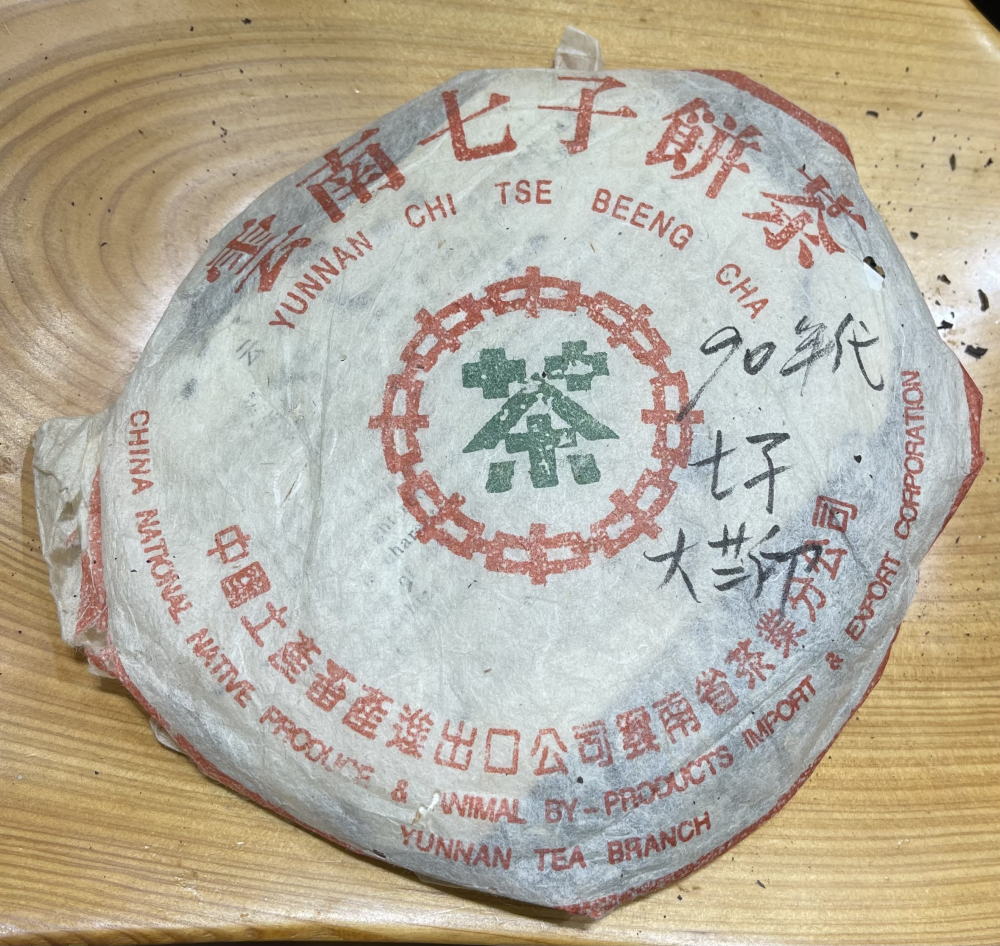 雲南七子餅茶
YUNNAN CHI TSE BEENG CHA
茶
90年代
七子
大兰印
中國土產畜產進出口公司雲南省茶葉分公司
CHINA NATIONAL NATIVE PRODUCE & ANIMAL BY-PRODUCTS IMPORT & EXPORT CORPORATION
YUNNAN TEA BRANCH